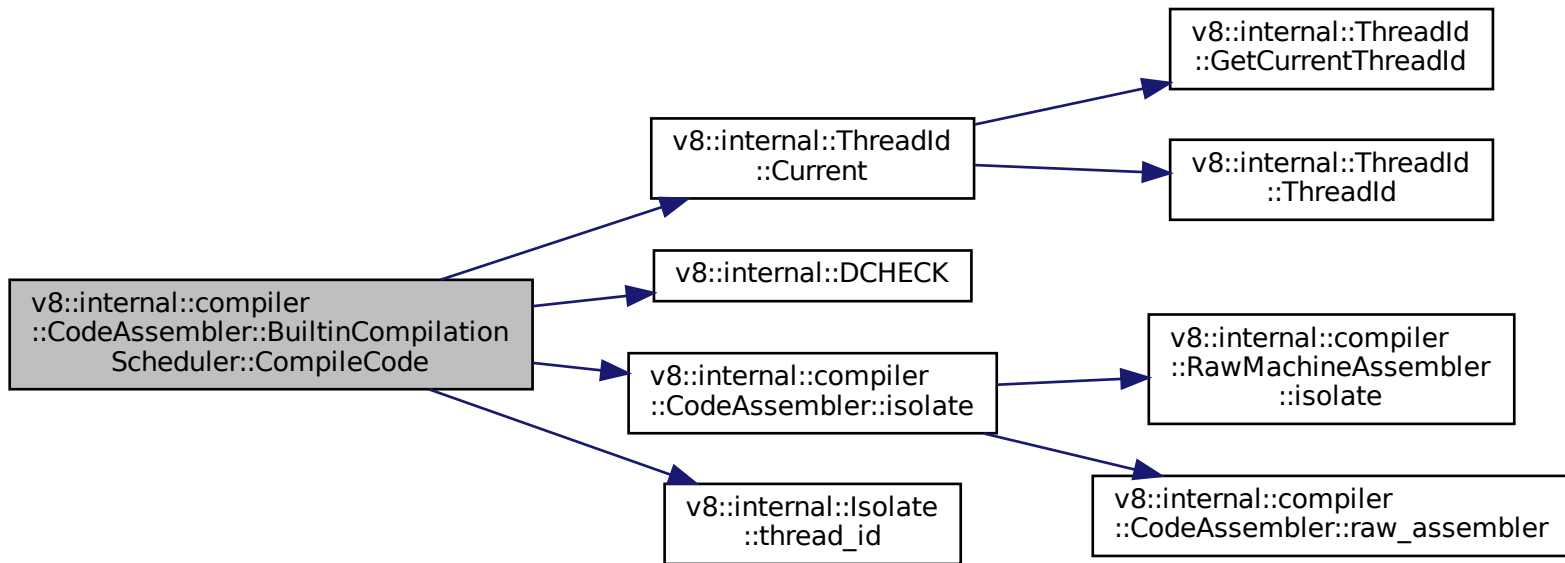 v8::internal::compiler
::CodeAssembler::BuiltinCompilation
Scheduler::CompileCode
v8::internal::ThreadId
::Current
v8::internal::DCHECK
v8::internal::compiler
::CodeAssembler::isolate
v8::internal::Isolate
::thread_id
v8::internal::ThreadId
::GetCurrentThreadId
v8::internal::ThreadId
::ThreadId
v8::internal::compiler
::RawMachineAssembler
::isolate
v8::internal::compiler
::CodeAssembler::raw_assembler